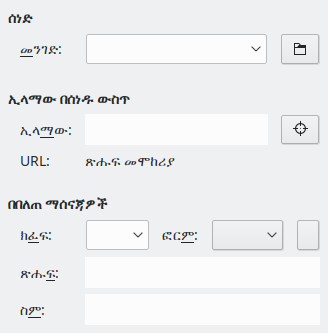 ሰነድ
መንገድ:
ኢላማው በሰነዱ ውስጥ
ኢላማው:
URL: ጽሑፍ መሞከሪያ
በበለጠ ማሰናጃዎች
ክፈፍ: ፎርም:
ጽሑፍ:
ስም: